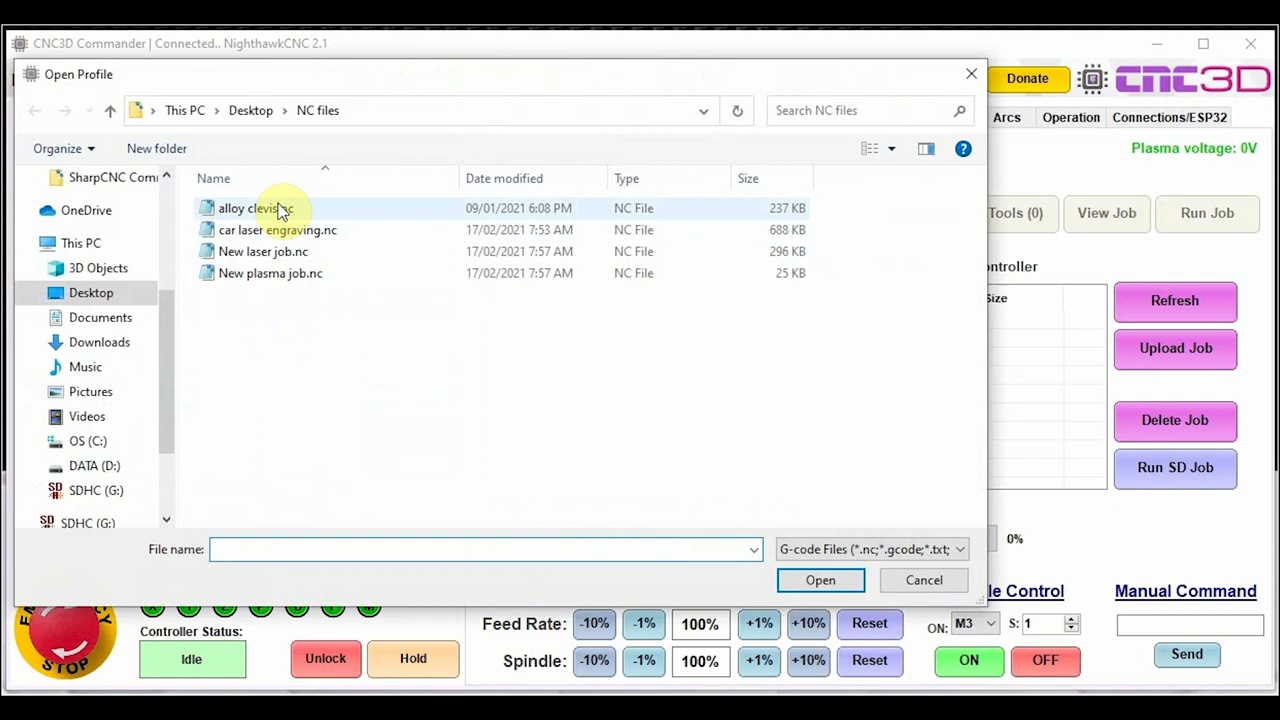 CNC3D Commander | Connected.. NighthawkCNC 2.1
Open Profile
Donate
CNC3D
This PC > Desktop > NC files
Search NC files
Arcs Operation Connections/ESP32
Organize New folder
Plasma voltage: 0V
Name Date modified Type Size
SharpCNC Com
alloy clevis.nc 09/01/2021 6:08 PM NC File 237 KB
OneDrive
car laser engraving.nc 17/02/2021 7:53 AM NC File 688 KB
Tools (0) View Job Run Job
This PC
New laser job.nc 17/02/2021 7:57 AM NC File 296 KB
3D Objects
New plasma job.nc 17/02/2021 7:57 AM NC File 25 KB
ontroller
Desktop
Size
Refresh
Documents
Downloads
Upload Job
Music
Pictures
Videos
Delete Job
OS (C:)
DATA (D:)
Run SD Job
SDHC (G:)
SDHC (G:)
File name:
G-code Files (*.nc;*.gcode;*.txt;
0%
Open Cancel
le Control
Manual Command
STOP
Controller Status:
Idle
Unlock
Hold
Feed Rate: -10% -1% 100% +1% +10% Reset
ON: M3 S: 1
Spindle: -10% -1% 100% +1% +10% Reset
ON OFF
Send